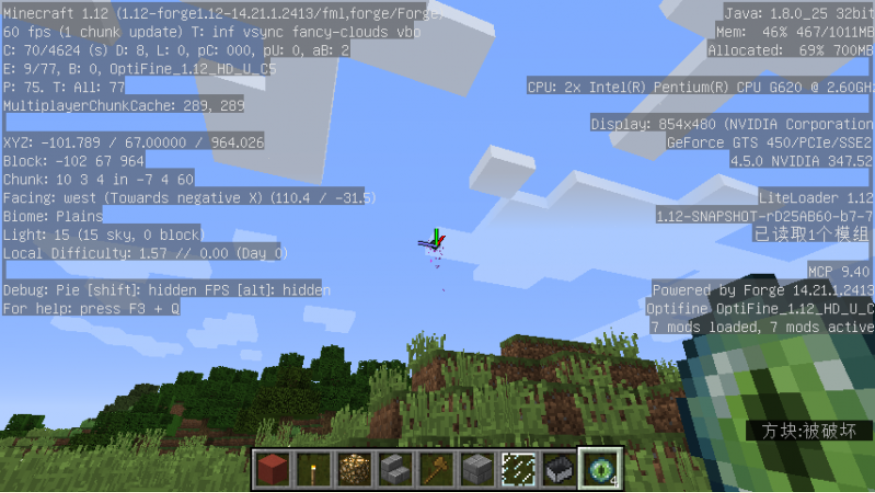 Minecraft 1.12 (1.12-forge1.12-14.21.1.2413/fml,forge/Forge)
60 fps (1 chunk update) T: inf vsync fancy-clouds vbo
C: 70/4624 (s) D: 8, L: 0, pC: 000, pU: 0, aB: 2
E: 9/77, B: 0, OptiFine_1.12_HD_U_C5
P: 75. T: All: 77
MultiplayerChunkCache: 289, 289
XYZ: -101.789 / 67.00000 / 964.026
Block: -102 67 964
Chunk: 10 3 4 in -7 4 60
Facing: west (Towards negative X) (110.4 / -31.5)
Biome: Plains
Light: 15 (15 sky, 0 block)
Local Difficulty: 1.57 // 0.00 (Day 0)
Debug: Pie [shift]: hidden FPS [alt]: hidden
For help: press F3 + Q
Java: 1.8.0_25 32bit
Mem: 46% 467/1011MB
Allocated: 69% 700MB
CPU: 2x Intel(R) Pentium(R) CPU G620 @ 2.60GH
Display: 854x480 (NVIDIA Corporation
GeForce GTS 450/PCIe/SSE2
4.5.0 NVIDIA 347.52
LiteLoader 1.12
1.12-SNAPSHOT-rD25AB60-b7-7
已读取1个模组
MCP 9.40
Powered by Forge 14.21.1.2413
Optifine OptiFine_1.12_HD_U_C
7 mods loaded, 7 mods active
方块:被破坏
4